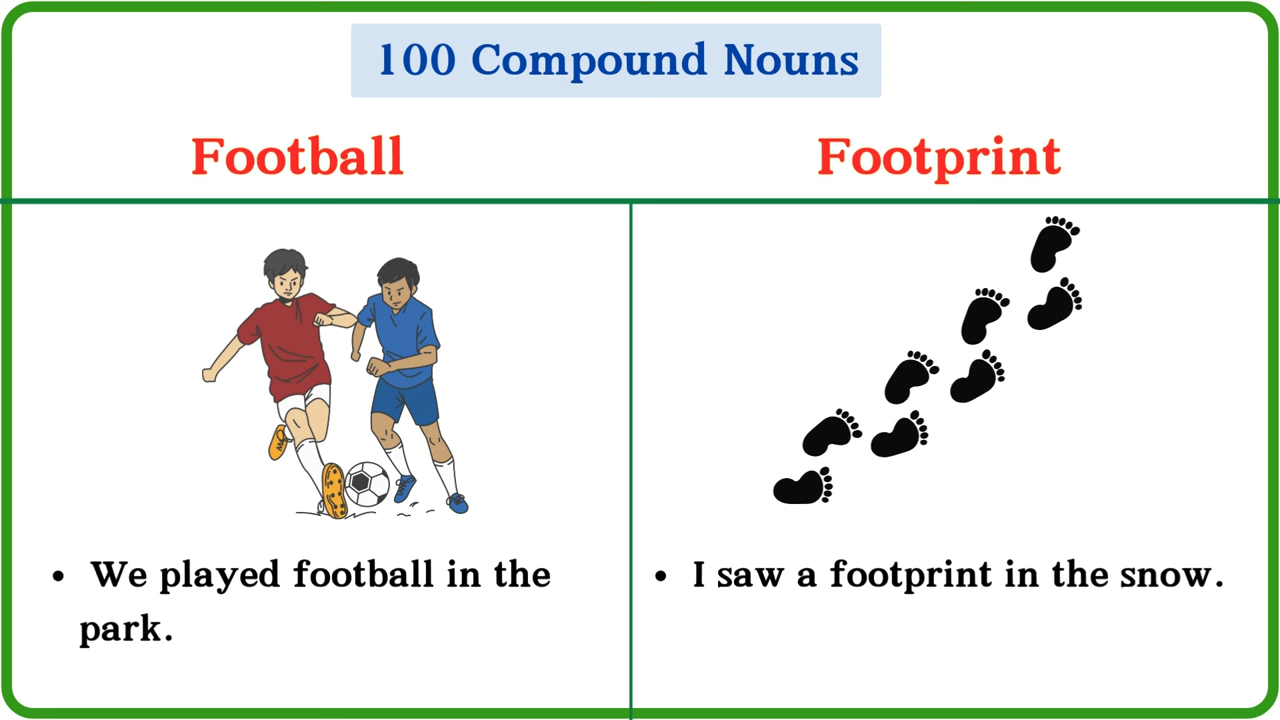 100 Compound Nouns
Football
Footprint
• We played football in the
park.
• I saw a footprint in the snow.